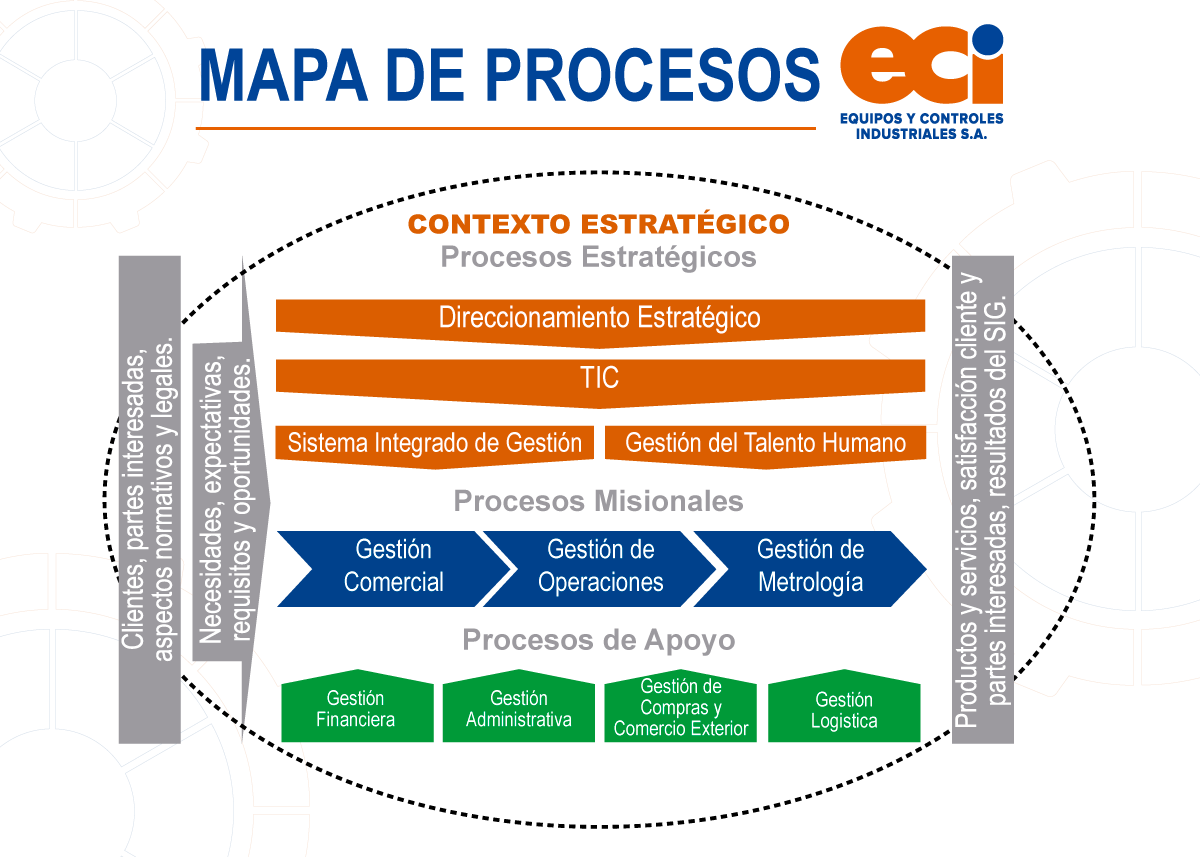 MAPA DE PROCESOS
eci
EQUIPOS Y CONTROLES
INDUSTRIALES S.A.
CONTEXTO ESTRATÉGICO
Procesos Estratégicos
Clientes, partes interesadas,
aspectos normativos y legales.
Necesidades, expectativas,
requisitos y oportunidades.
Direccionamiento Estratégico
TIC
Sistema Integrado de Gestión
Gestión del Talento Humano
Procesos Misionales
Gestión
Comercial
Gestión de
Operaciones
Gestión de
Metrología
Procesos de Apoyo
Gestión
Financiera
Gestión
Administrativa
Gestión de
Compras y
Comercio Exterior
Gestión
Logistica
Productos y servicios, satisfacción cliente y
partes interesadas, resultados del SIG.